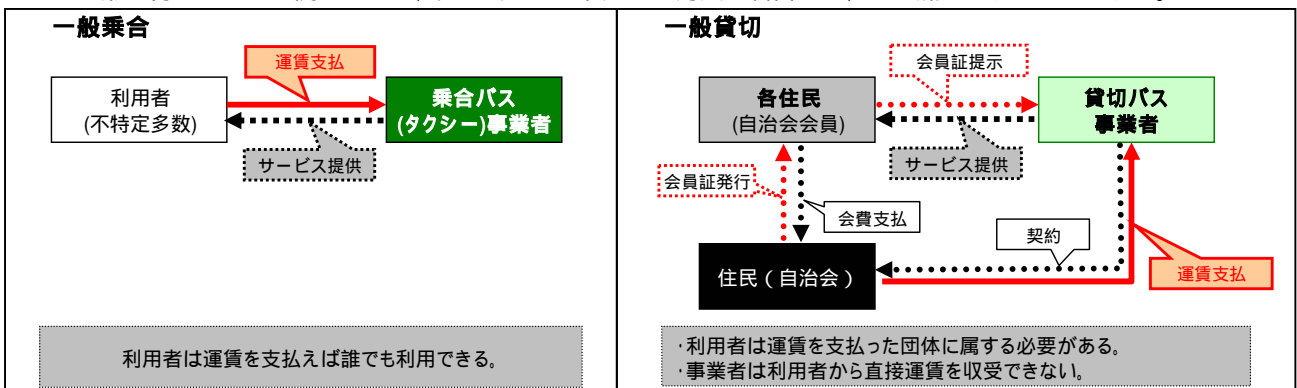 一般乗合
運賃支払
利用者
(不特定多数)
乗合バス
(タクシー)事業者
サービス提供
利用者は運賃を支払えば誰でも利用できる。
一般貸切
会員証提示
各住民
(自治会会員)
貸切バス
事業者
サービス提供
会員証発行
会費支払
契約
住民(自治会)
運賃支払
・利用者は運賃を支払った団体に属する必要がある。
・事業者は利用者から直接運賃を収受できない。